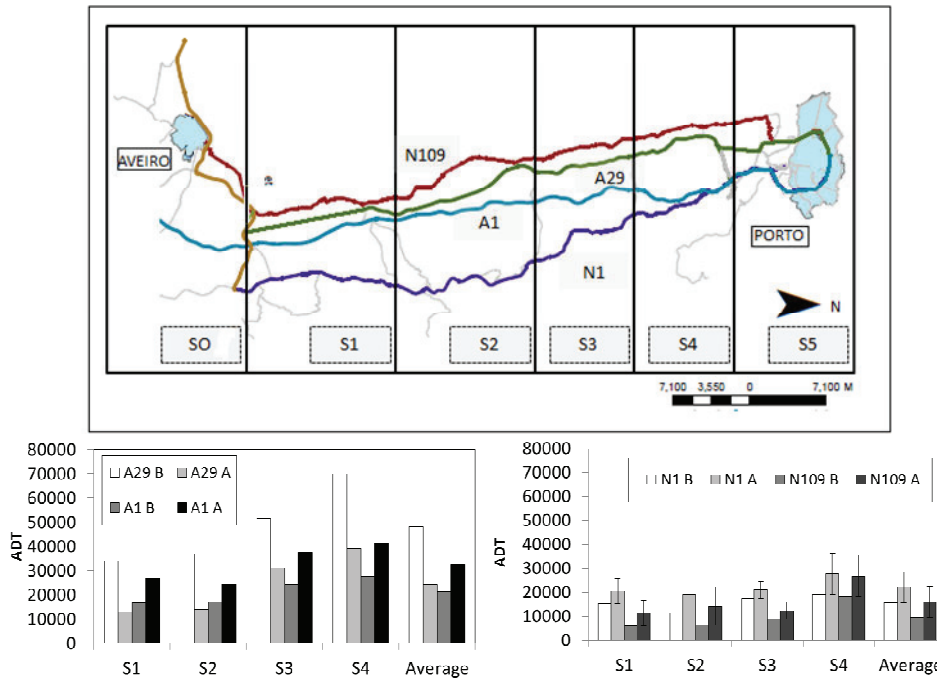 AVEIRO
N109
A29
A1
N1
PORTO
N
SO
S1
S2
S3
S4
S5
7,100 3,550 0 7,100 M
80000
70000
60000
50000
40000
30000
20000
10000
0
ADT
A29 B
A29 A
A1 B
A1 A
S1 S2 S3 S4 Average
80000
70000
60000
50000
40000
30000
20000
10000
0
ADT
N1 B
N1 A
N109 B
N109 A
S1 S2 S3 S4 Average